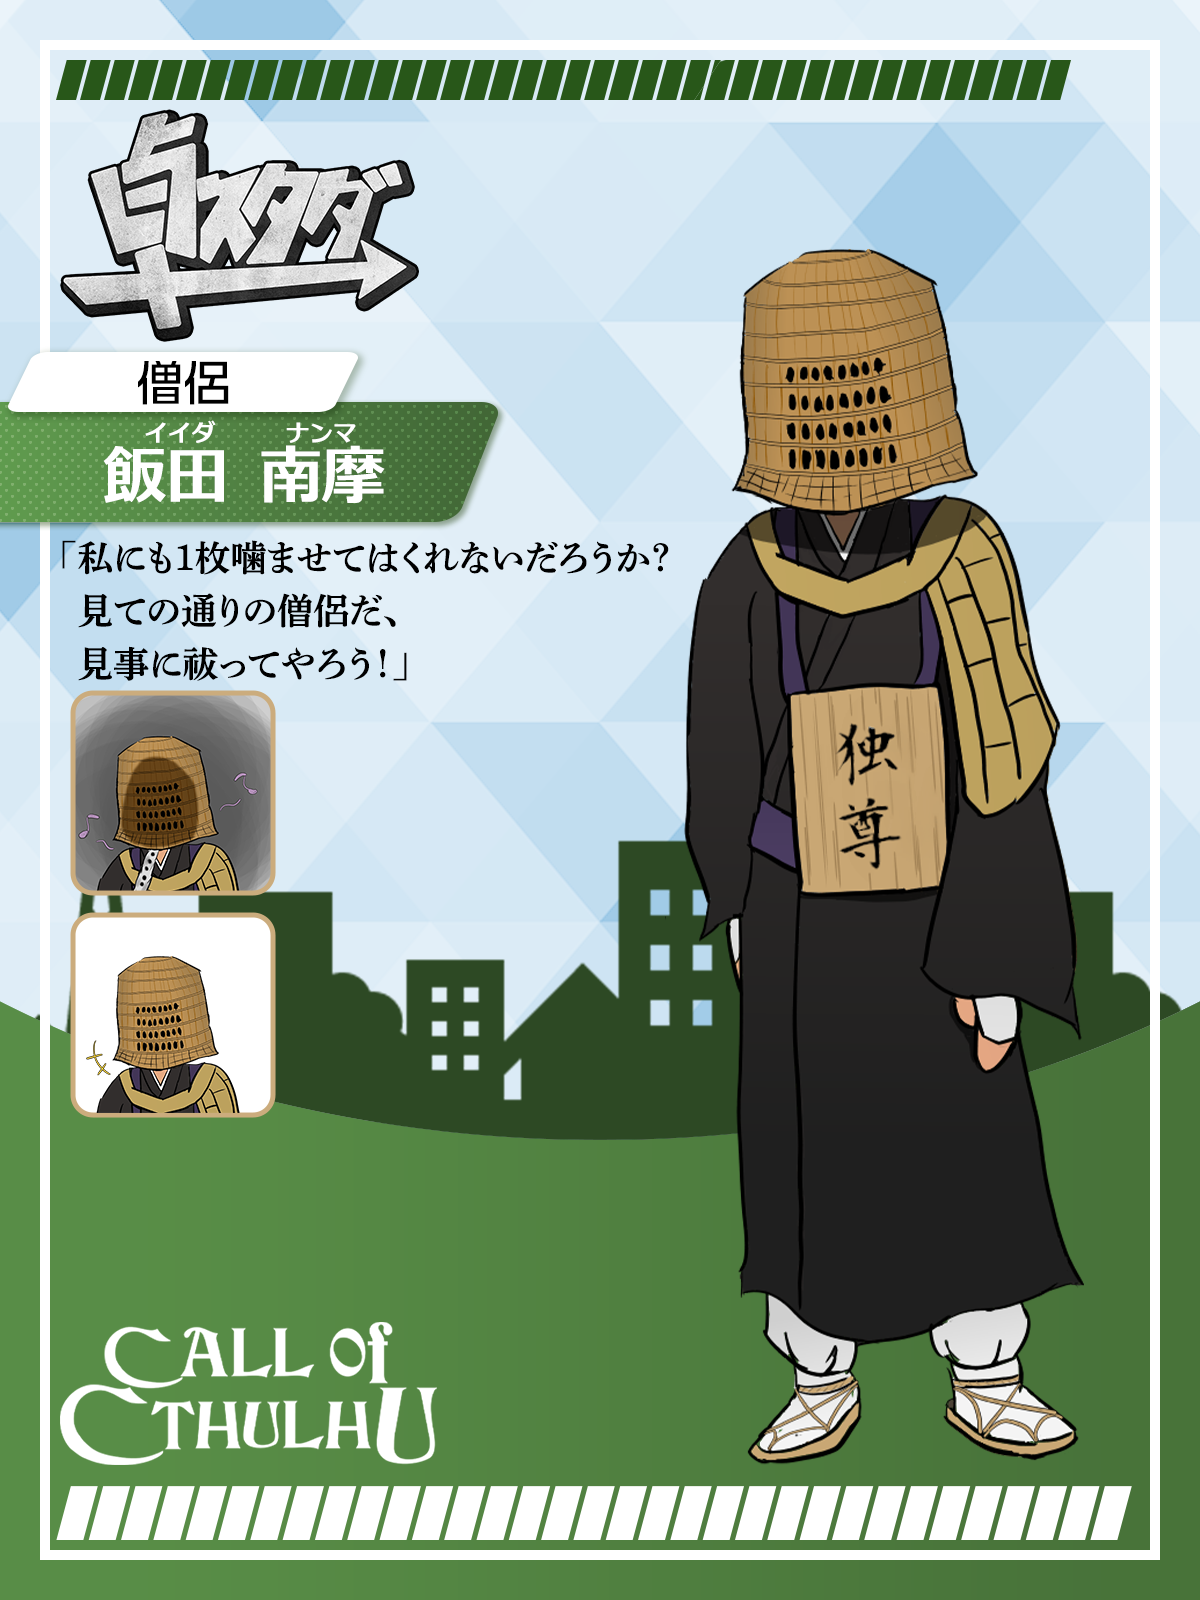 卓スタダ
僧侶
イイダ ナンマ
飯田 南摩
「私にも1枚噛ませてはくれないだろうか?
見ての通りの僧侶だ、
見事に祓ってやろう!」
独
尊
CALL Of
CTHULHU